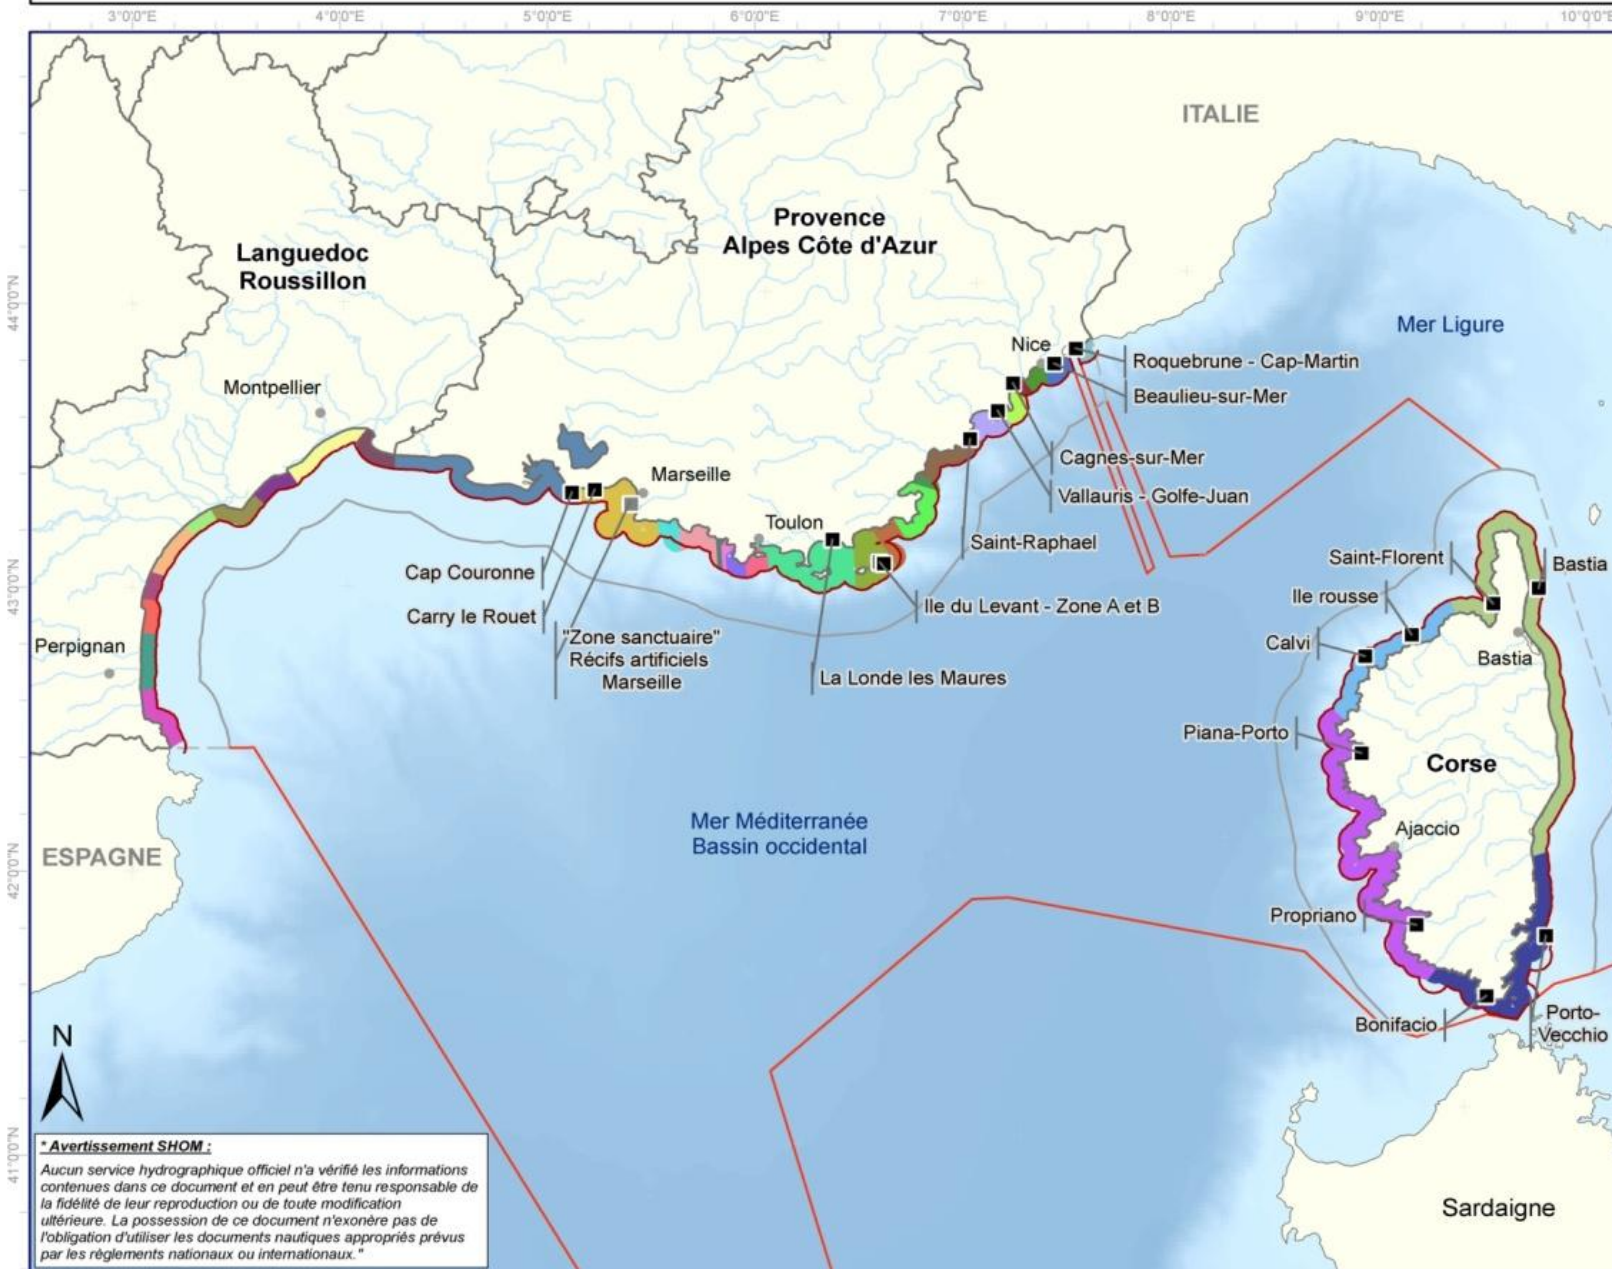 3°0'0"E
4°0'0"E
5°0'0"E
6°0'0"E
7°0'0"E
8°0'0"E
9°0'0"E
10°0'0"E
44°0'0"N
43°0'0"N
42°0'0"N
41°0'0"N
ITALIE
Provence
Alpes Côte d'Azur
Languedoc
Roussillon
Mer Ligure
Nice
Roquebrune - Cap-Martin
Beaulieu-sur-Mer
Montpellier
Cagnes-sur-Mer
Marseille
Vallauris - Golfe-Juan
Toulon
Saint-Raphael
Saint-Florent
Bastia
Cap Couronne
Ile rousse
Ile du Levant - Zone A et B
Carry le Rouet
"Zone sanctuaire"
Récifs artificiels
Marseille
Calvi
Perpignan
Bastia
La Londe les Maures
Piana-Porto
Corse
Mer Méditerranée
Bassin occidental
Ajaccio
ESPAGNE
Propriano
Bonifacio
Porto-
Vecchio
N
* Avertissement SHOM :
Aucun service hydrographique officiel n'a vérifié les informations
contenues dans ce document et en peut être tenu responsable de
la fidélité de leur reproduction ou de toute modification
ultérieure. La possession de ce document n'exonère pas de
l'obligation d'utiliser les documents nautiques appropriés prévus
par les règlements nationaux ou internationaux."
Sardaigne